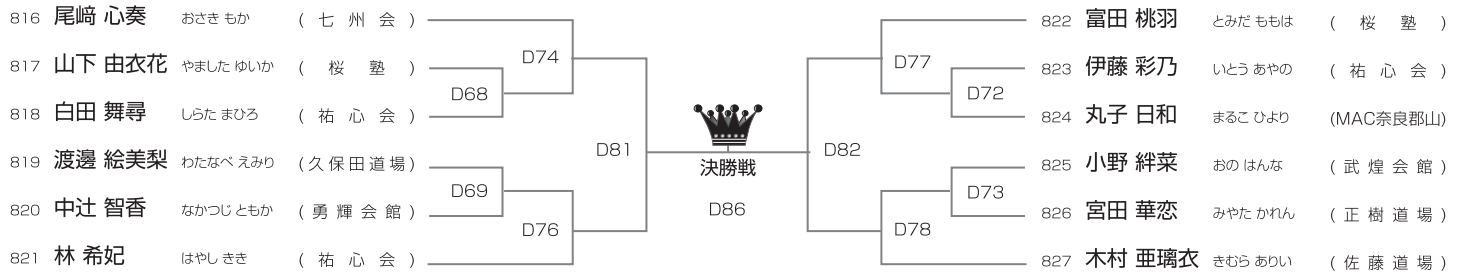 816 尾﨑 心奏 おさき もか (七州会)
817 山下 由衣花 やました ゆいか (桜塾)
818 白田 舞尋 しらた まひろ (祐心会)
819 渡邊 絵美梨 わたなべ えみり (久保田道場)
820 中辻 智香 なかつじ ともか (勇輝会館)
821 林 希妃 はやし きき (祐心会)
D74
D68
D69
D76
D81
決勝戦
D86
D82
D77
D72
D73
D78
822 富田 桃羽 とみだ ももは (桜塾)
823 伊藤 彩乃 いとう あやの (祐心会)
824 丸子 日和 まるこ ひより (MAC奈良郡山)
825 小野 絆菜 おの はんな (武煌会館)
826 宮田 華恋 みやた かれん (正樹道場)
827 木村 亜璃衣 きむら ありい (佐藤道場)